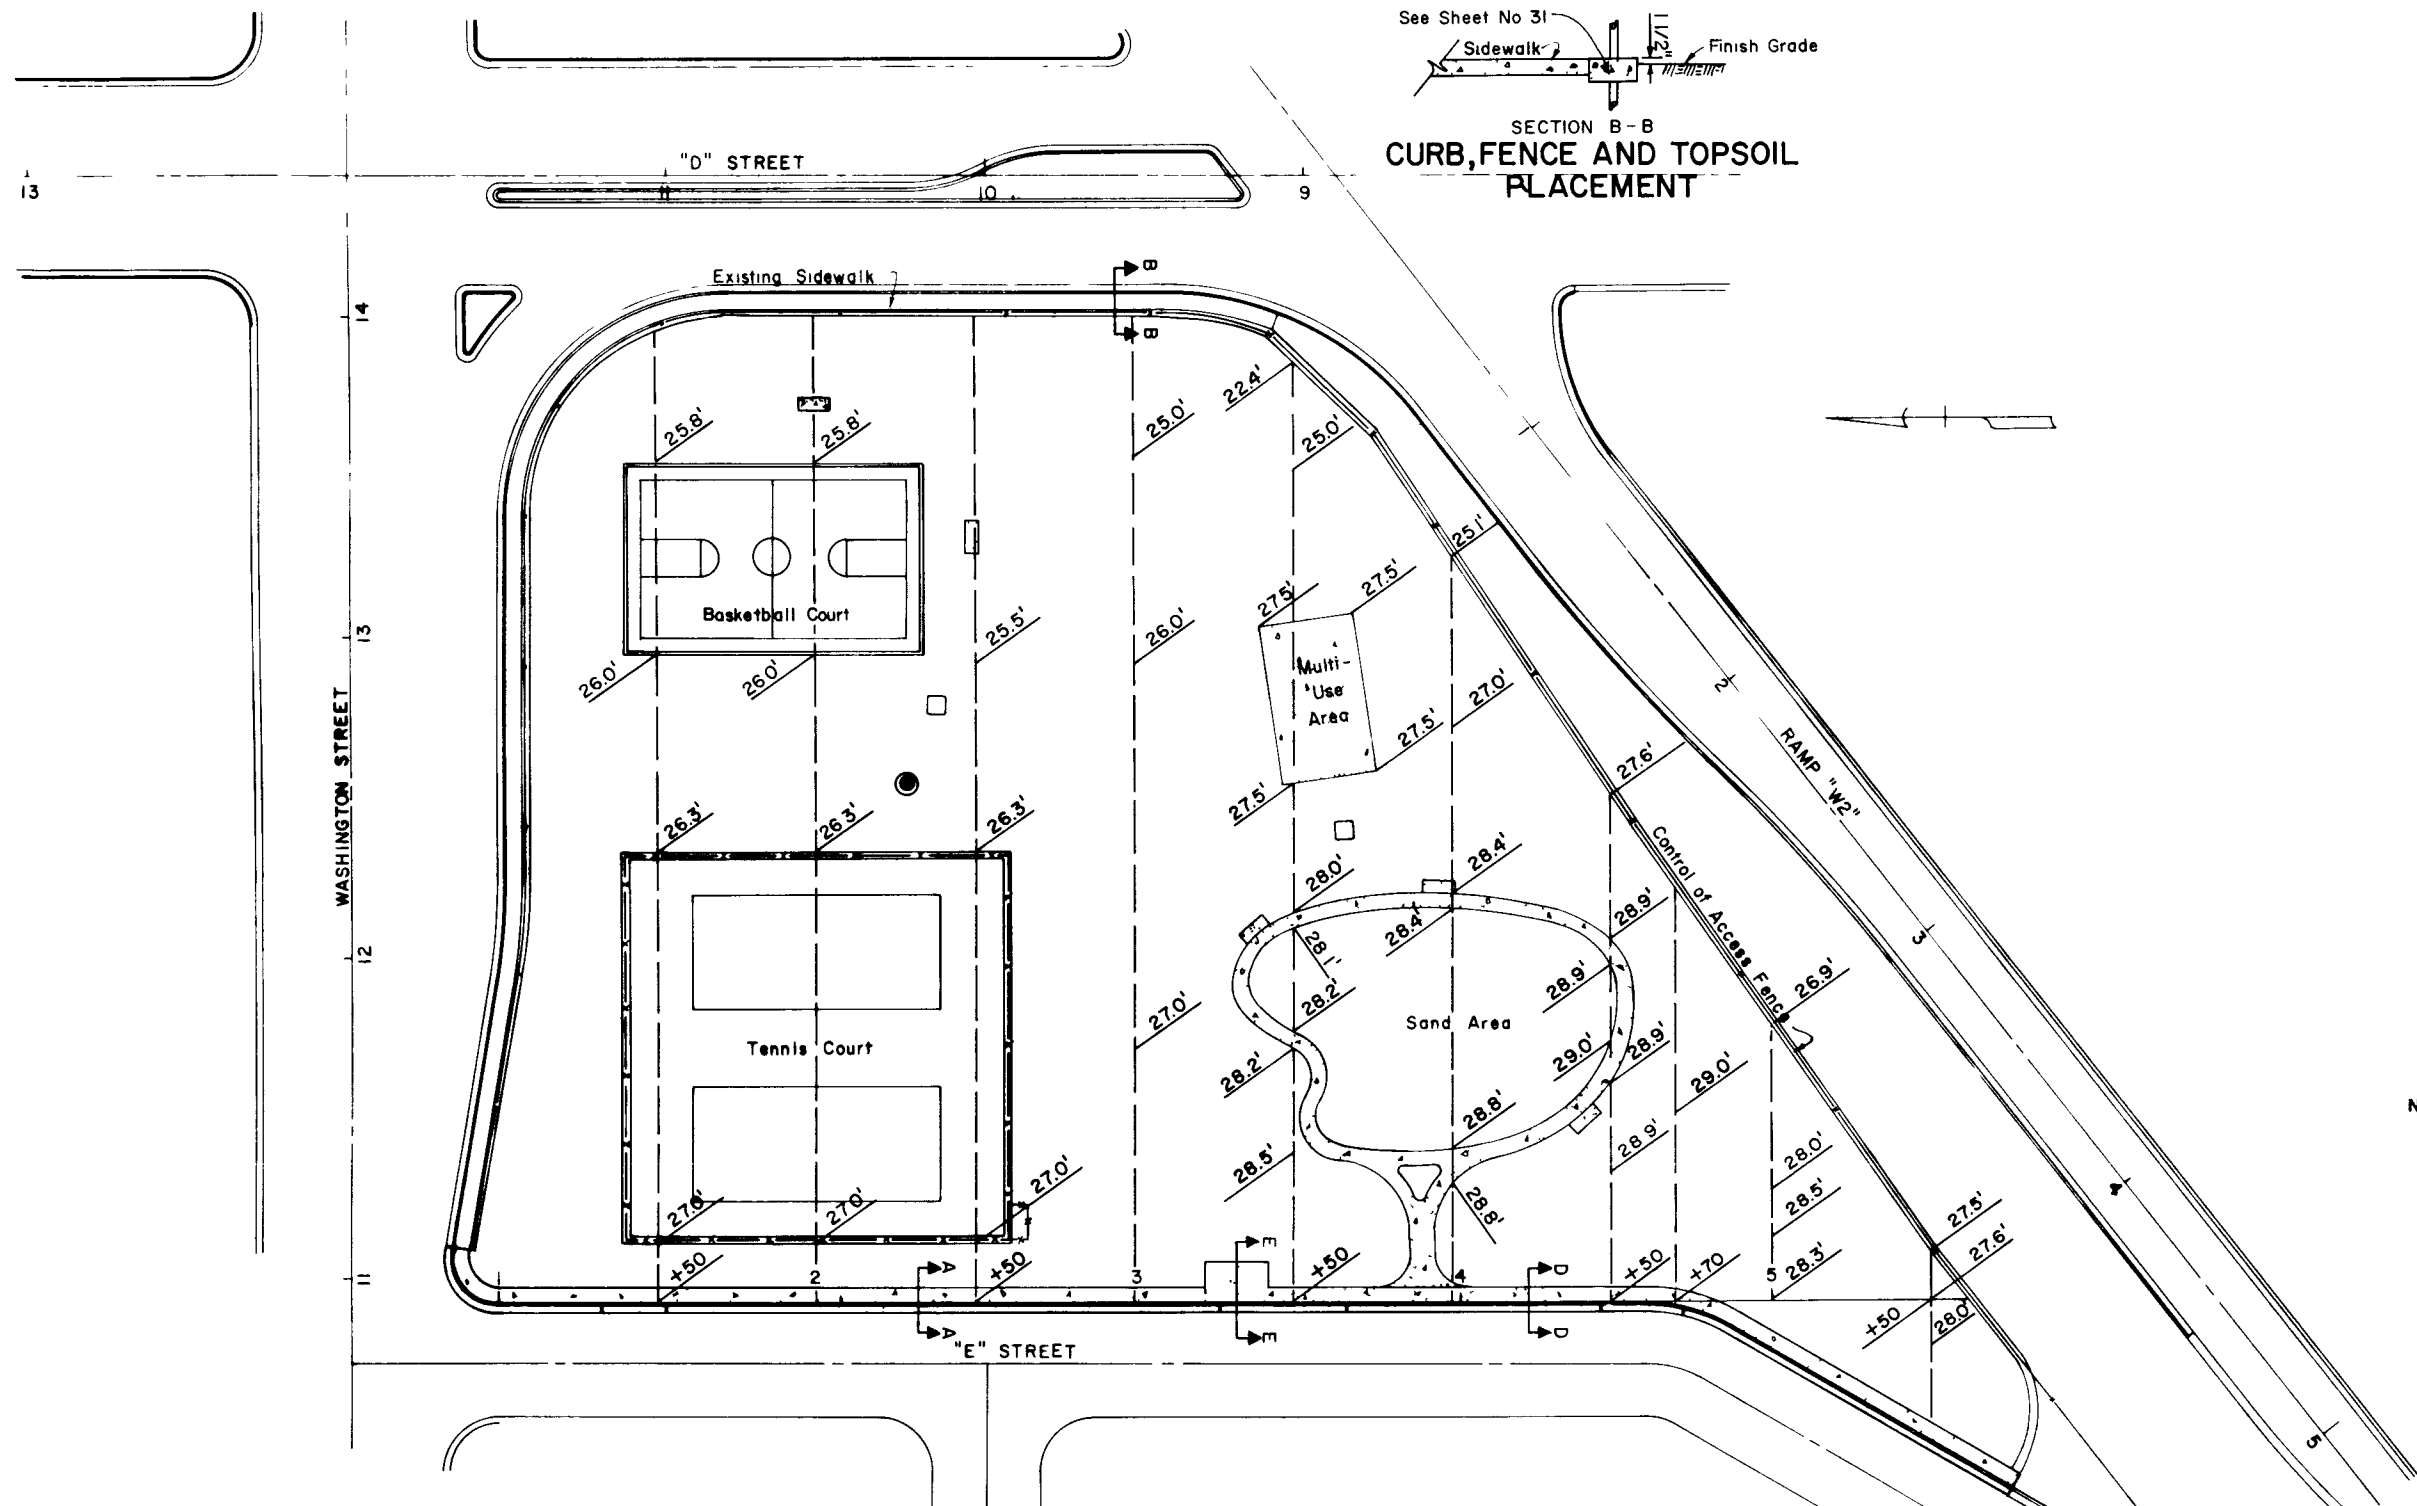 See Sheet No 31
1 1/2"
Sidewalk
Finish Grade
SECTION B-B
CURB, FENCE AND TOPSOIL
PLACEMENT
"D" STREET
13
11
10
9
Existing Sidewalk
B
B
14
22.4'
25.8'
25.8'
25.0'
25.0'
25.1'
Basketball Court
27.5'
27.5'
13
25.5'
26.0'
26.0'
26.0'
Multi-
Use
Area
27.0'
27.5'
2
WASHINGTON STREET
27.6'
RAMP "W2"
27.5'
26.3'
26.3'
26.3'
Control of Access Fence
28.0'
28.4'
28.4'
28.9'
3
12
28.1'
28.9'
26.9'
28.2'
27.0'
Sand Area
Tennis Court
28.2'
29.0'
28.9'
29.0'
N
28.8'
28.9'
28.5'
28.0'
27.0'
27.0'
27.0'
28.8'
28.5'
4
27.5'
27.6'
11
+50
2
A
+50
3
E
+50
4
D
+50
+70
5
28.3'
A
E
D
+50
28.0'
"E" STREET
5